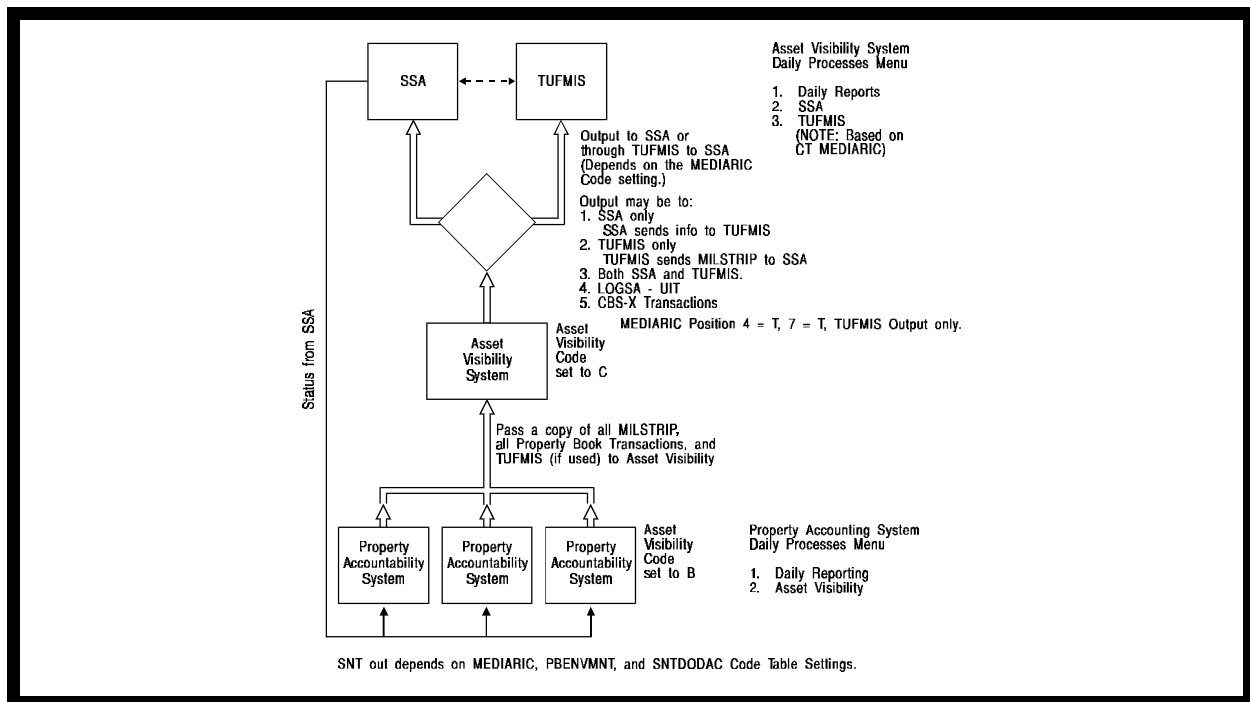 SSA
TUFMIS
Asset Visibility System
Daily Processes Menu
1. Daily Reports
2. SSA
3. TUFMIS
(NOTE: Based on
CT MEDIARIC)
Output to SSA or
through TUFMIS to SSA
(Depends on the MEDIARIC
Code setting.)
Output may be to:
1. SSA only
SSA sends info to TUFMIS
2. TUFMIS only
TUFMIS sends MILSTRIP to SSA
3. Both SSA and TUFMIS.
4. LOGSA - UIT
5. CBS-X Transactions
MEDIARIC Position 4 = T, 7 = T, TUFMIS Output only.
Status from SSA
Asset
Visibility
System
Asset
Visibility
Code
set to C
Pass a copy of all MILSTRIP,
all Property Book Transactions, and
TUFMIS (if used) to Asset Visibility
Property
Accountability
System
Property
Accountability
System
Property
Accountability
System
Asset
Visibility
Code
set to B
Property Accounting System
Daily Processes Menu
1. Daily Reporting
2. Asset Visibility
SNT out depends on MEDIARIC, PBENVMNT, and SNTDODAC Code Table Settings.